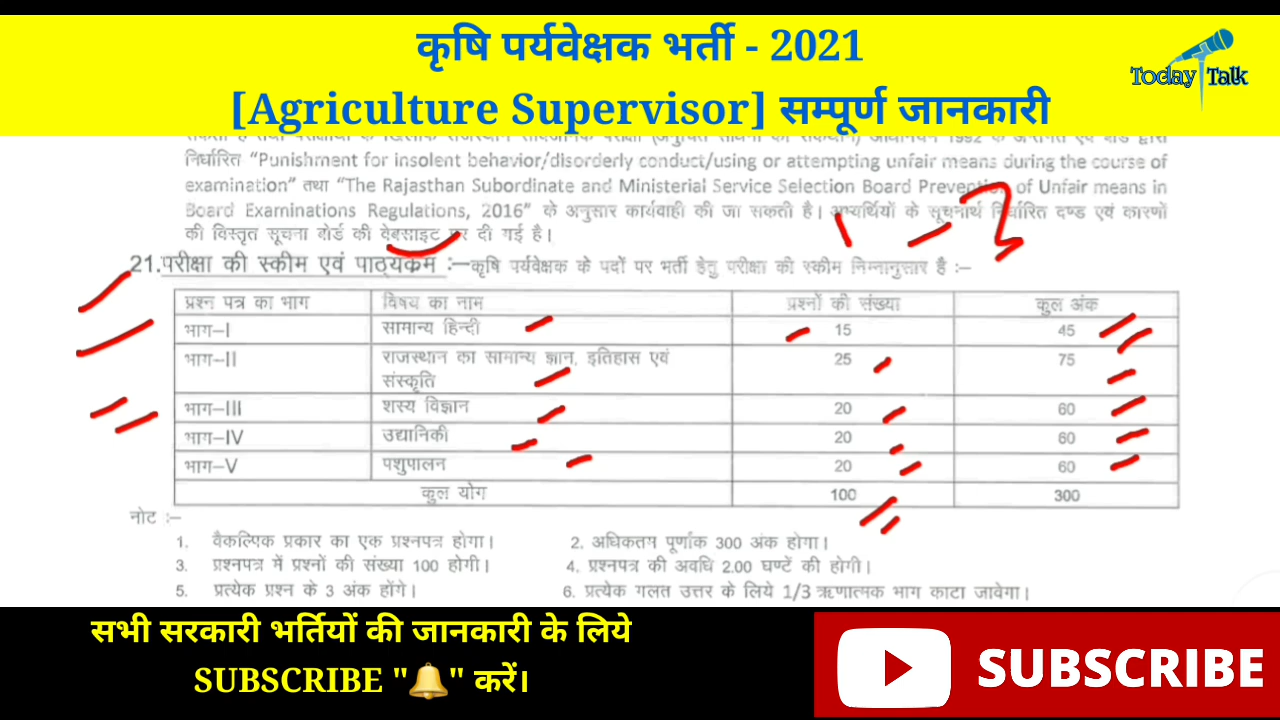 कृषि पर्यवेक्षक भर्ती - 2021
[Agriculture Supervisor] सम्पूर्ण जानकारी
Today Talk
निर्धारित “Punishment for insolent behavior/disorderly conduct/using or attempting unfair means during the course of
examination” तथा “The Rajasthan Subordinate and Ministerial Service Selection Board Prevention of Unfair means in
Board Examinations Regulations, 2016” के अनुसार कार्यवाही की जा सकती है। अभ्यर्थियों के सूचनार्थ निर्धारित दण्ड एवं कारणों
की विस्तृत सूचना बोर्ड की वेबसाइट पर दी गई है।
21.परीक्षा की स्कीम एवं पाठ्यक्रम :–कृषि पर्यवेक्षक के पदों पर भर्ती हेतु परीक्षा की स्कीम निम्नानुसार है :–
प्रश्न पत्र का भाग विषय का नाम प्रश्नों की संख्या कुल अंक
भाग–I सामान्य हिन्दी 15 45
भाग–II राजस्थान का सामान्य ज्ञान, इतिहास एवं 25 75
संस्कृति
भाग–III शस्य विज्ञान 20 60
भाग–IV उद्यानिकी 20 60
भाग–V पशुपालन 20 60
कुल योग 100 300
नोट :–
1. वैकल्पिक प्रकार का एक प्रश्नपत्र होगा। 2. अधिकतम पूर्णांक 300 अंक होगा।
3. प्रश्नपत्र में प्रश्नों की संख्या 100 होगी। 4. प्रश्नपत्र की अवधि 2.00 घण्टें की होगी।
5. प्रत्येक प्रश्न के 3 अंक होंगे। 6. प्रत्येक गलत उत्तर के लिये 1/3 ऋणात्मक भाग काटा जावेगा।
सभी सरकारी भर्तियों की जानकारी के लिये
SUBSCRIBE "🔔" करें।
SUBSCRIBE